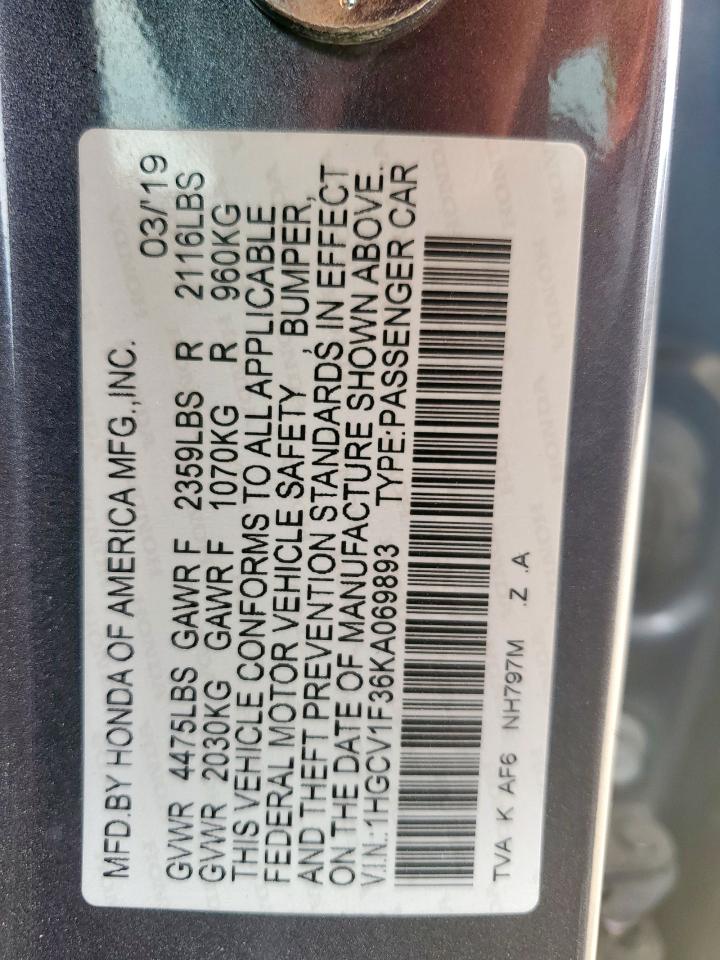 MFD.BY HONDA OF AMERICA MFG.,INC. 03/'19
GVWR 4475LBS GAWR F 2359LBS R 2116LBS
GVWR 2030KG GAWR F 1070KG R 960KG
THIS VEHICLE CONFORMS TO ALL APPLICABLE
FEDERAL MOTOR VEHICLE SAFETY , BUMPER,
AND THEFT PREVENTION STANDARDS IN EFFECT
ON THE DATE OF MANUFACTURE SHOWN ABOVE.
V.I.N.:1HGCV1F36KA069893 TYPE:PASSENGER CAR
TVA K AF6 NH797M .Z .A